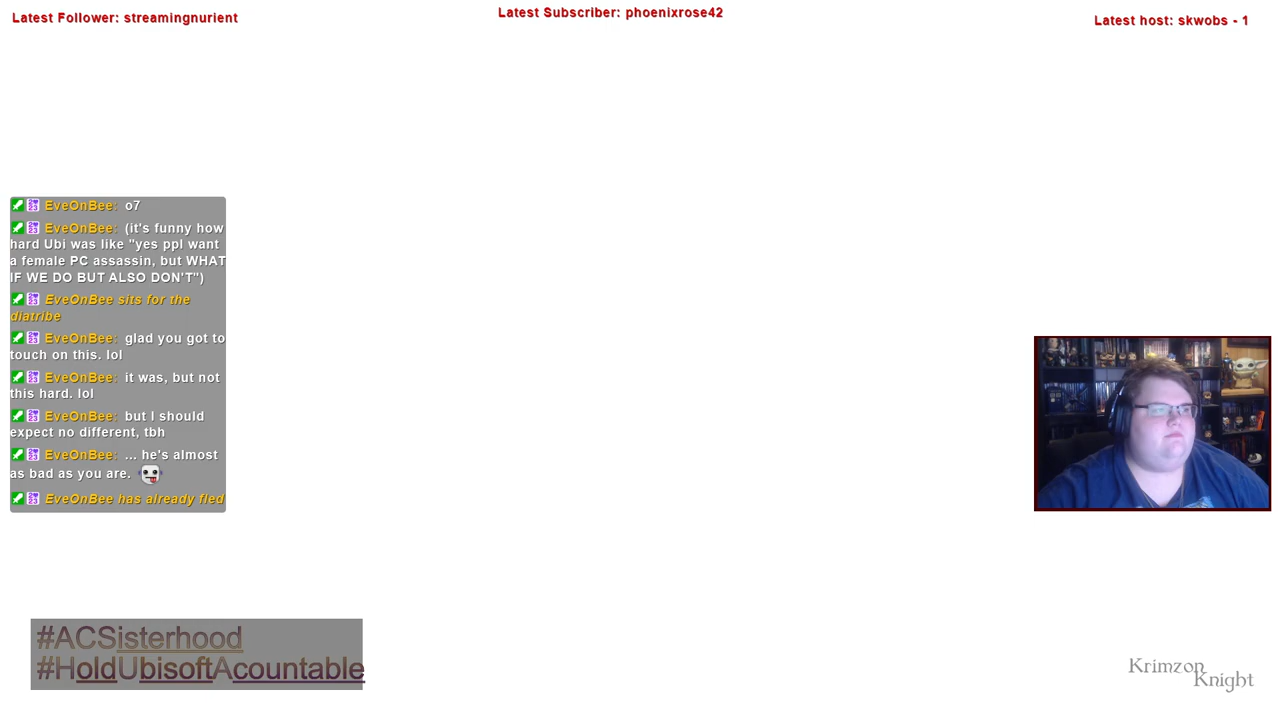 Latest Follower: streamingnurient
Latest Subscriber: phoenixrose42
Latest host: skwobs - 1
EveOnBee: o7
EveOnBee: (it's funny how
hard Ubi was like "yes ppl want
a female PC assassin, but WHAT
IF WE DO BUT ALSO DON'T")
EveOnBee sits for the
diatribe
EveOnBee: glad you got to
touch on this. lol
EveOnBee: it was, but not
this hard. lol
EveOnBee: but I should
expect no different, tbh
EveOnBee: ... he's almost
as bad as you are.
EveOnBee has already fled
#ACSisterhood
#HoldUbisoftAcountable
Krimzon
Knight